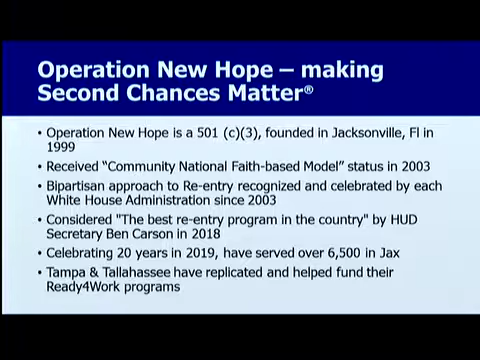 Operation New Hope – making
Second Chances Matter®
• Operation New Hope is a 501 (c)(3), founded in Jacksonville, Fl in
1999
• Received “Community National Faith-based Model” status in 2003
• Bipartisan approach to Re-entry recognized and celebrated by each
White House Administration since 2003
• Considered "The best re-entry program in the country" by HUD
Secretary Ben Carson in 2018
• Celebrating 20 years in 2019, have served over 6,500 in Jax
• Tampa & Tallahassee have replicated and helped fund their
Ready4Work programs